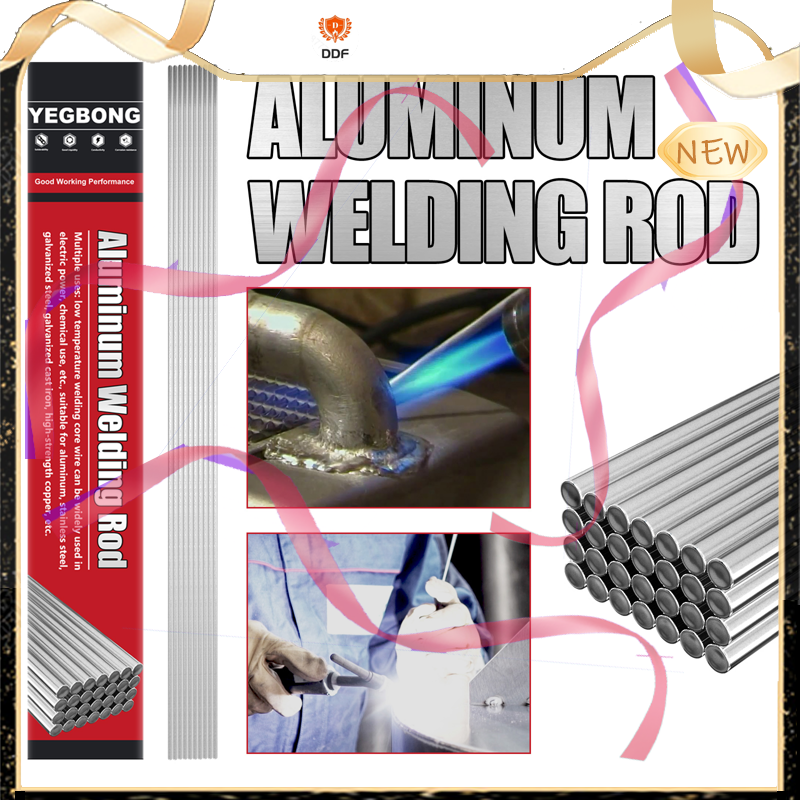 DDF
ALUMINUM
WELDING ROD
NEW
YEGBONG
Good Working Performance
Aluminum Welding Rod
Multiple uses: low temperature welding core wire can be widely used in
electric power, chemical use, etc., suitable for aluminum, stainless steel,
galvanized steel, galvanized cast iron, high-strength copper, etc.